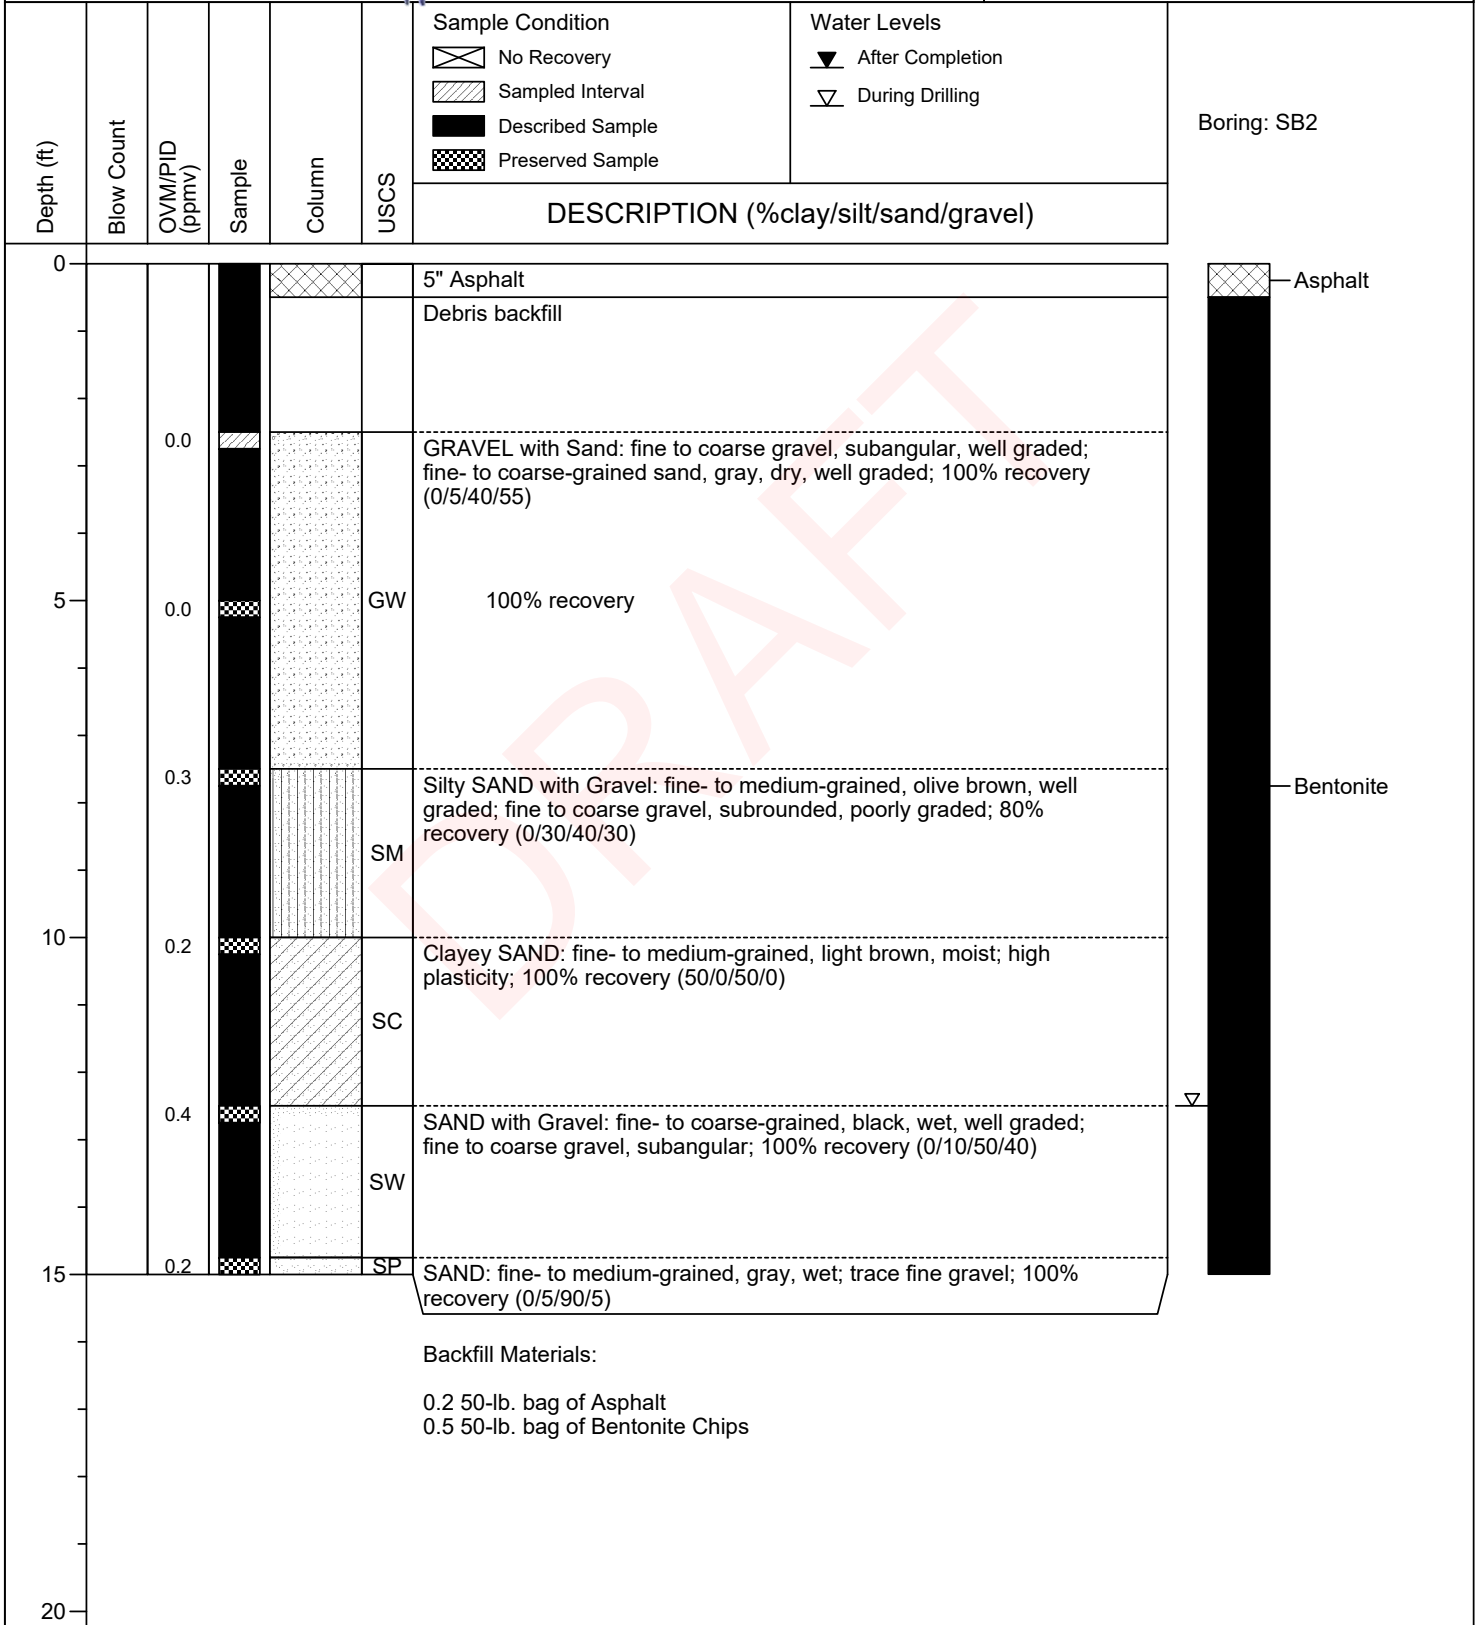 Sample Condition
No Recovery
Sampled Interval
Described Sample
Preserved Sample
Water Levels
After Completion
During Drilling
Boring: SB2
Depth (ft)
Blow Count
OVM/PID
(ppmv)
Sample
Column
USCS
DESCRIPTION (%clay/silt/sand/gravel)
0
5" Asphalt
Asphalt
Debris backfill
0.0
GRAVEL with Sand: fine to coarse gravel, subangular, well graded;
fine- to coarse-grained sand, gray, dry, well graded; 100% recovery
(0/5/40/55)
5
0.0
GW
100% recovery
0.3
Silty SAND with Gravel: fine- to medium-grained, olive brown, well
graded; fine to coarse gravel, subrounded, poorly graded; 80%
recovery (0/30/40/30)
Bentonite
SM
10
0.2
Clayey SAND: fine- to medium-grained, light brown, moist; high
plasticity; 100% recovery (50/0/50/0)
SC
0.4
SAND with Gravel: fine- to coarse-grained, black, wet, well graded;
fine to coarse gravel, subangular; 100% recovery (0/10/50/40)
SW
15
0.2
SP
SAND: fine- to medium-grained, gray, wet; trace fine gravel; 100%
recovery (0/5/90/5)
Backfill Materials:
0.2 50-lb. bag of Asphalt
0.5 50-lb. bag of Bentonite Chips
20
DRAFT